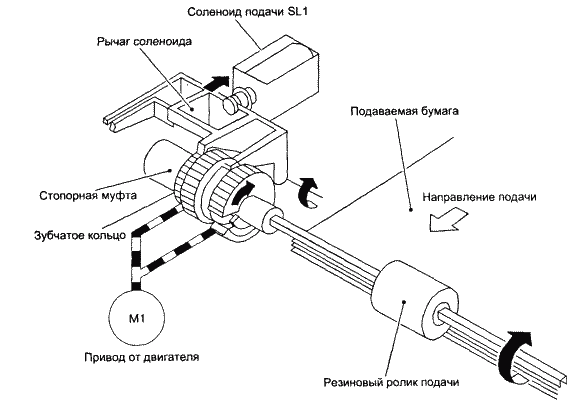 Соленоид подачи SL1
Рычаг соленоида
Подаваемая бумага
Стопорная муфта
Направление подачи
Зубчатое кольцо
M1
Привод от двигателя
Резиновый ролик подачи